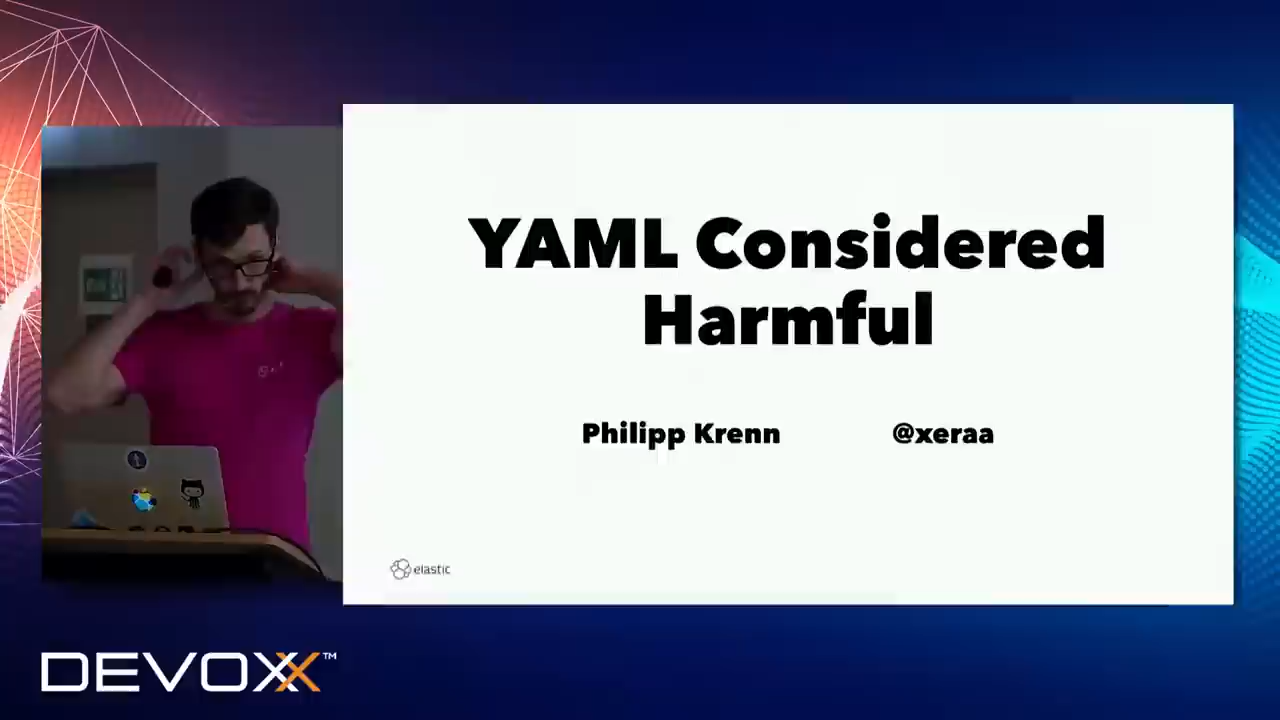 YAML Considered
Harmful
Philipp Krenn @xeraa
elastic
DEVOXX™